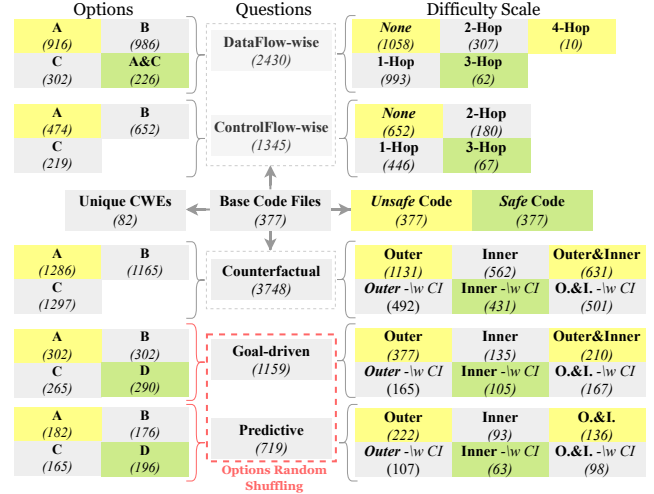 Options Questions Difficulty Scale
A B
(916) (986)
C A&C
(302) (226)
DataFlow-wise
(2430)
None 2-Hop 4-Hop
(1058) (307) (10)
1-Hop 3-Hop
(993) (62)
A B
(474) (652)
C
(219)
ControlFlow-wise
(1345)
None 2-Hop
(652) (180)
1-Hop 3-Hop
(446) (67)
Unique CWEs
(82)
Base Code Files
(377)
Unsafe Code
(377)
Safe Code
(377)
A B
(1286) (1165)
C
(1297)
Counterfactual
(3748)
Outer Inner Outer&Inner
(1131) (562) (631)
Outer -\w CI Inner -\w CI O.&I. -\w CI
(492) (431) (501)
A B
(302) (302)
C D
(265) (290)
Goal-driven
(1159)
Outer Inner Outer&Inner
(377) (135) (210)
Outer -\w CI Inner -\w CI O.&I. -\w CI
(165) (105) (167)
A B
(182) (176)
C D
(165) (196)
Predictive
(719)
Options Random
Shuffling
Outer Inner O.&I.
(222) (93) (136)
Outer -\w CI Inner -\w CI O.&I. -\w CI
(107) (63) (98)